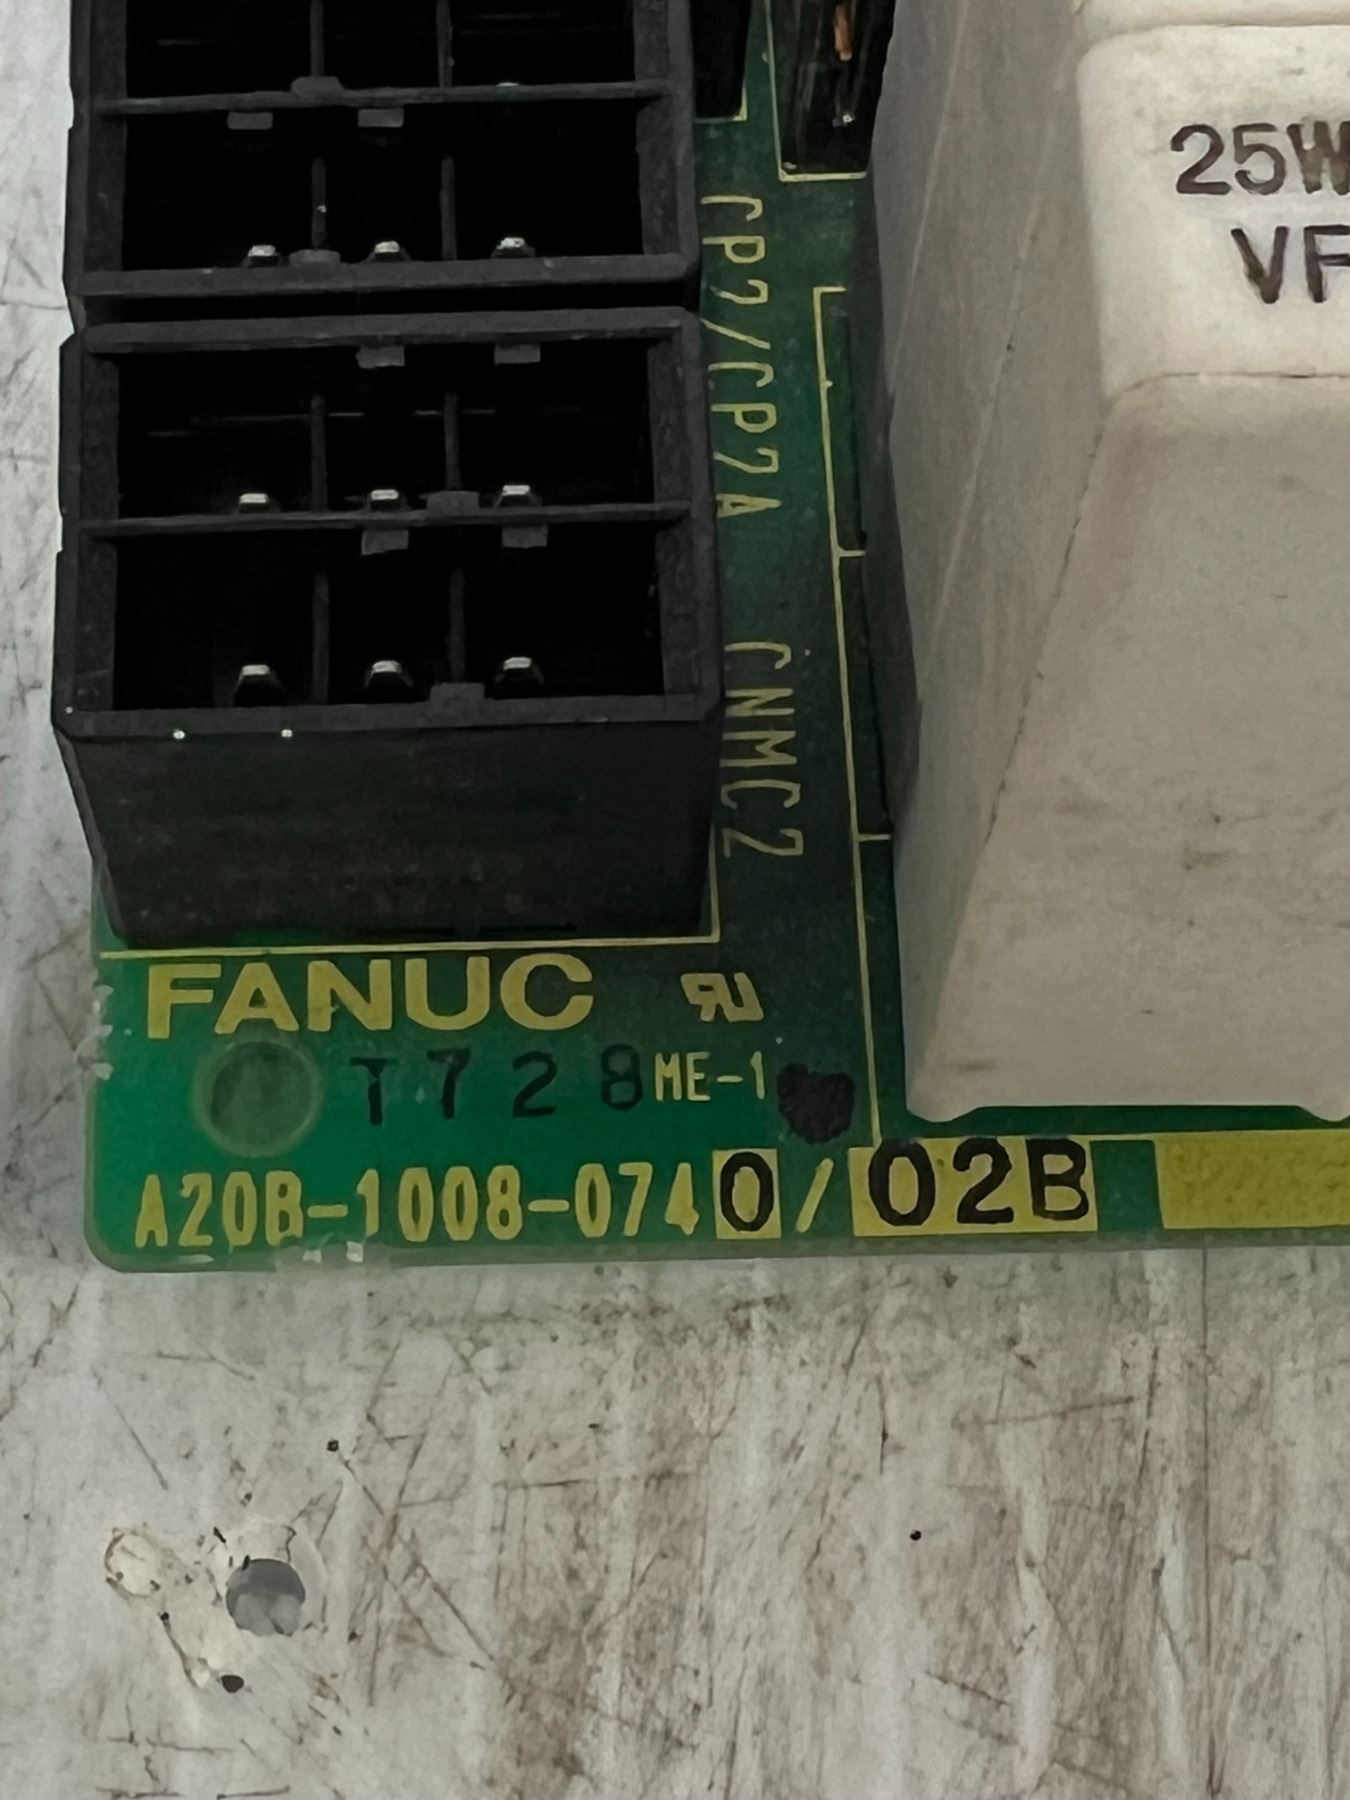 25W
VF
CP2/CP2A
CNMC2
FANUC
T728 ME-1
A20B-1008-0740/02B